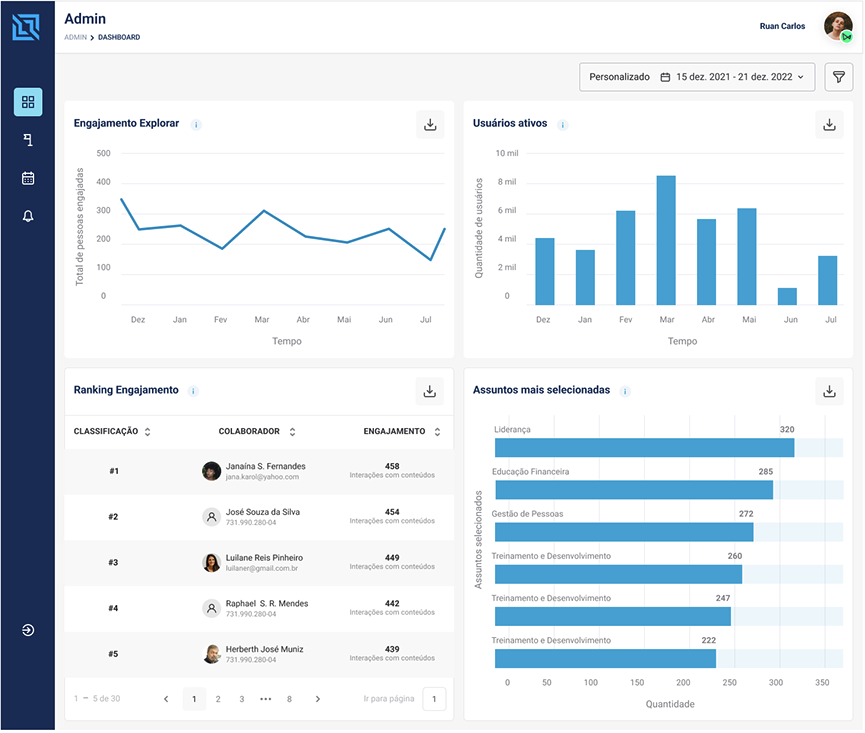 Admin
ADMIN > DASHBOARD
Ruan Carlos
Personalizado 15 dez. 2021 - 21 dez. 2022
Engajamento Explorar i
Total de pessoas engajadas
500
400
300
200
100
0
Dez Jan Fev Mar Abr Mai Jun Jul
Tempo
Usuários ativos i
Quantidade de usuários
10 mil
8 mil
6 mil
4 mil
2 mil
0
Dez Jan Fev Mar Abr Mai Jun Jul
Tempo
Ranking Engajamento i
CLASSIFICAÇÃO COLABORADOR ENGAJAMENTO
#1 Janaína S. Fernandes 458
jana.karol@yahoo.com Interações com conteúdos
#2 José Souza da Silva 454
731.990.280-04 Interações com conteúdos
#3 Luilane Reis Pinheiro 449
luilaner@gmail.com.br Interações com conteúdos
#4 Raphael S. R. Mendes 442
731.990.280-04 Interações com conteúdos
#5 Herberth José Muniz 439
731.990.280-04 Interações com conteúdos
1 – 5 de 30 < 1 2 3 ••• 8 > Ir para página 1
Assuntos mais selecionados i
Assuntos selecionados
Liderança 320
Educação Financeira 285
Gestão de Pessoas 272
Treinamento e Desenvolvimento 260
Treinamento e Desenvolvimento 247
Treinamento e Desenvolvimento 222
0 50 100 150 200 250 300 350
Quantidade